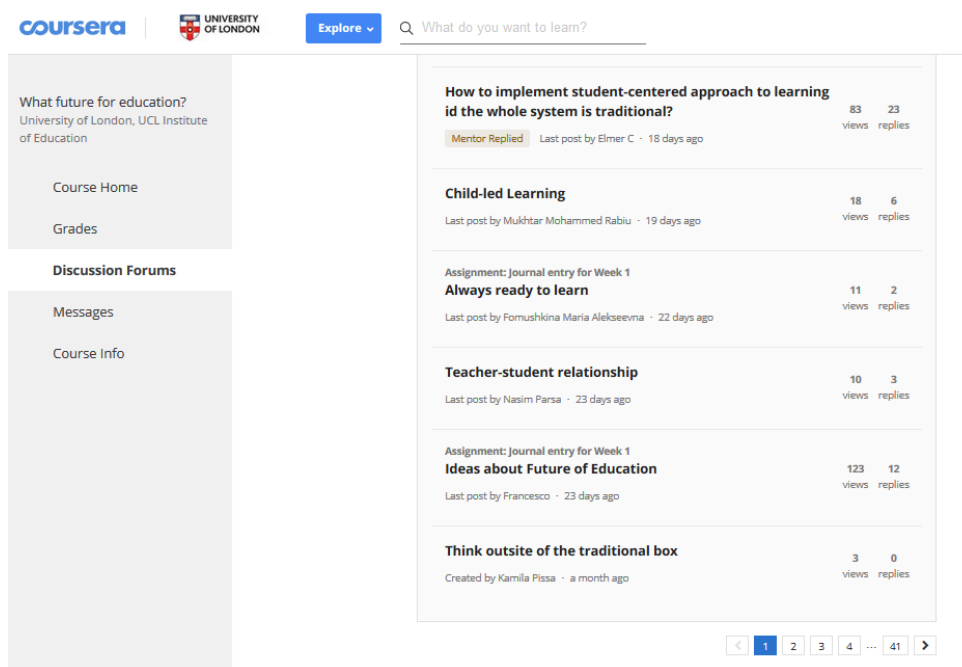 coursera
UNIVERSITY
OF LONDON
Explore
What do you want to learn?
What future for education?
University of London, UCL Institute
of Education
Course Home
Grades
Discussion Forums
Messages
Course Info
How to implement student-centered approach to learning
id the whole system is traditional?
83 23
views replies
Mentor Replied Last post by Elmer C · 18 days ago
Child-led Learning
18 6
views replies
Last post by Mukhtar Mohammed Rabiu · 19 days ago
Assignment: Journal entry for Week 1
Always ready to learn
11 2
views replies
Last post by Fomushkina Maria Alekseevna · 22 days ago
Teacher-student relationship
10 3
views replies
Last post by Nasim Parsa · 23 days ago
Assignment: Journal entry for Week 1
Ideas about Future of Education
123 12
views replies
Last post by Francesco · 23 days ago
Think outsite of the traditional box
3 0
views replies
Created by Kamila Pissa · a month ago
< 1 2 3 4 ... 41 >